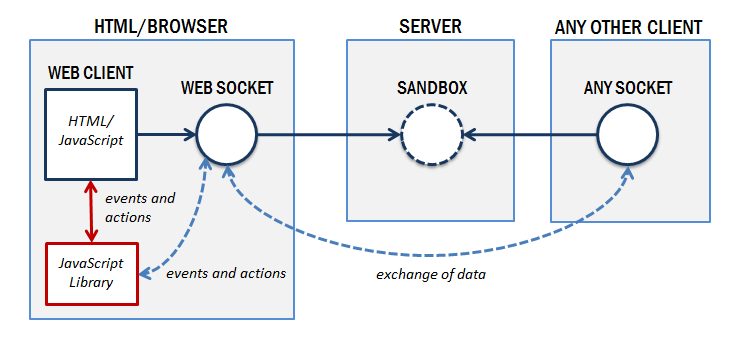 HTML/BROWSER
SERVER
ANY OTHER CLIENT
WEB CLIENT
WEB SOCKET
SANDBOX
ANY SOCKET
HTML/
JavaScript
events and
actions
JavaScript
Library
events and actions
exchange of data